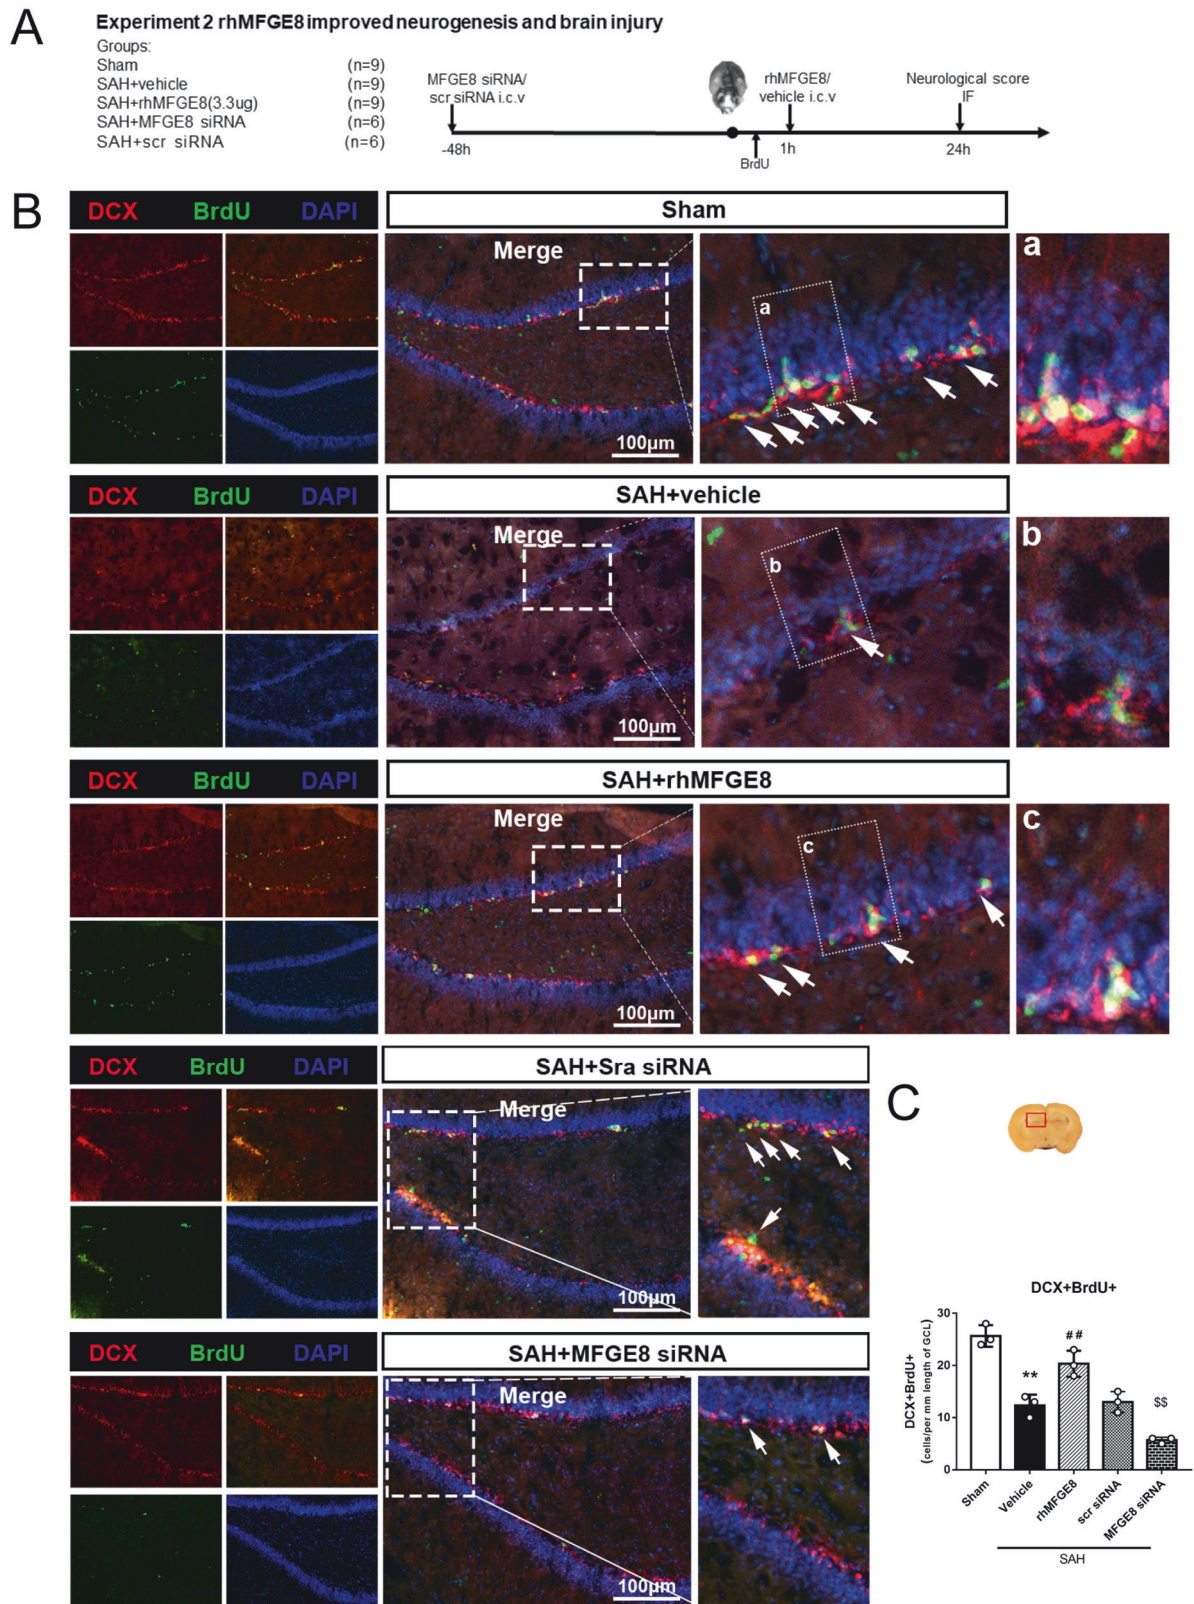 A
Experiment 2 rhMFGE8 improved neurogenesis and brain injury
Groups:
Sham (n=9)
SAH+vehicle (n=9)
SAH+rhMFGE8(3.3ug) (n=9)
SAH+MFGE8 siRNA (n=6)
SAH+scr siRNA (n=6)
MFGE8 siRNA/
scr siRNA i.c.v
rhMFGE8/
vehicle i.c.v
Neurological score
IF
-48h
BrdU
1h
24h
B
DCX BrdU DAPI
Sham
Merge
a
a
100μm
DCX BrdU DAPI
SAH+vehicle
Merge
b
b
100μm
DCX BrdU DAPI
SAH+rhMFGE8
Merge
c
c
100μm
DCX BrdU DAPI
SAH+Sra siRNA
Merge
100μm
DCX BrdU DAPI
SAH+MFGE8 siRNA
Merge
100μm
C
DCX+BrdU+
DCX+BrdU+
(cells/per mm length of GCL)
30
20
10
0
**
##
$$
Sham
Vehicle
rhMFGE8
scr siRNA
MFGE8 siRNA
SAH